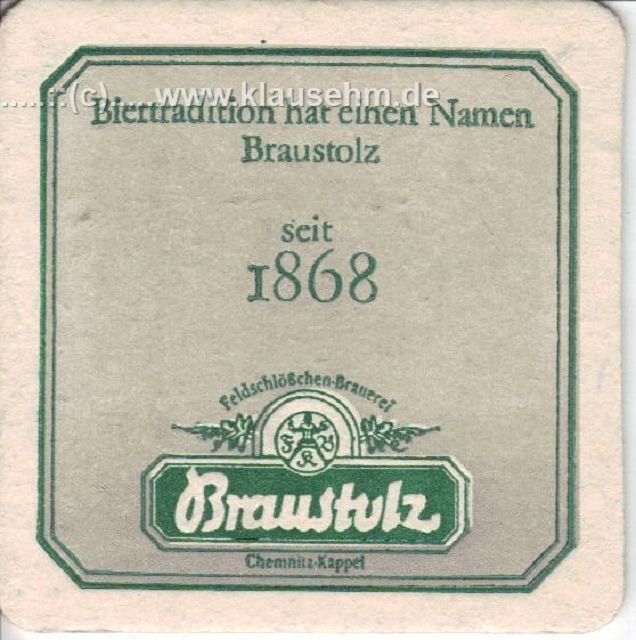 (c) www.klausehm.de
Biertradition hat einen Namen
Braustolz
seit
1868
Feldschlößchen-Brauerei
F K
Braustolz
Chemnitz-Kappel